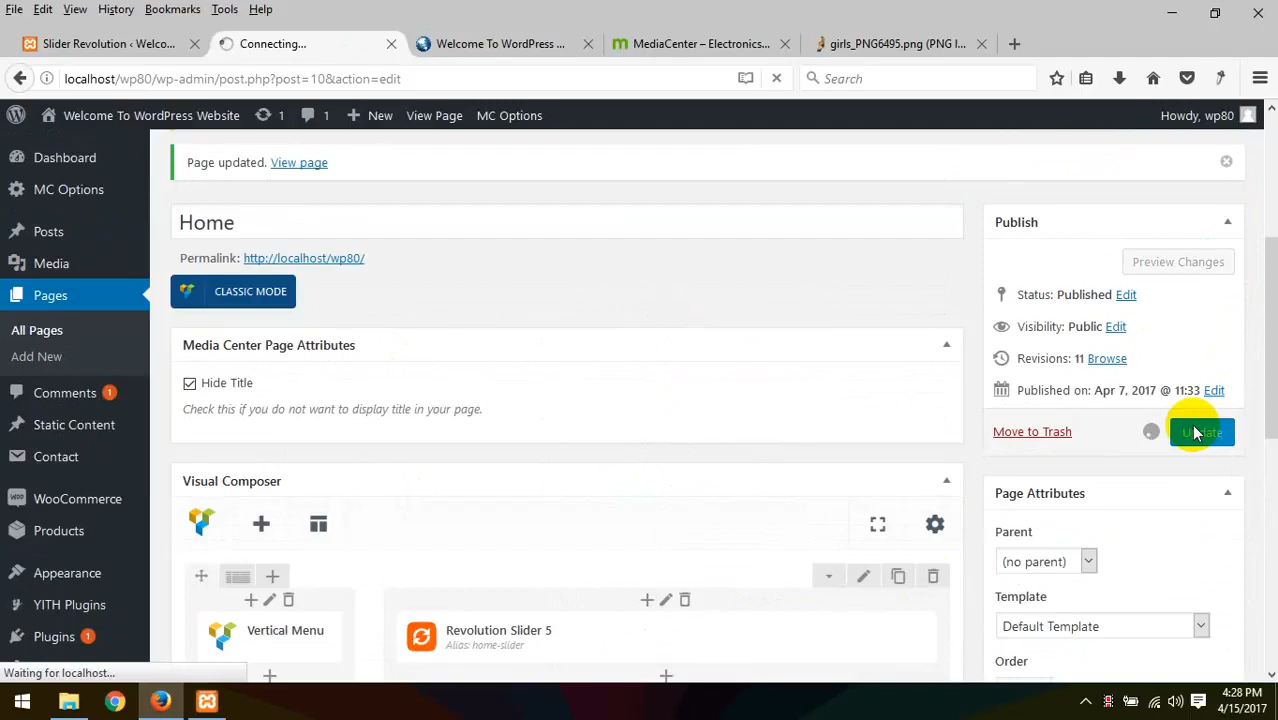 File Edit View History Bookmarks Tools Help
Slider Revolution ‹ Welco...
Connecting...
Welcome To WordPress ...
MediaCenter – Electronics...
girls_PNG6495.png (PNG I...
localhost/wp80/wp-admin/post.php?post=10&action=edit
Search
Welcome To WordPress Website 1 1 New View Page MC Options Howdy, wp80
Dashboard
MC Options
Posts
Media
Pages
All Pages
Add New
Comments 1
Static Content
Contact
WooCommerce
Products
Appearance
YITH Plugins
Plugins 1
Page updated. View page
Home
Permalink: http://localhost/wp80/
CLASSIC MODE
Media Center Page Attributes
Hide Title
Check this if you do not want to display title in your page.
Visual Composer
Vertical Menu
Revolution Slider 5
Alias: home-slider
Publish
Preview Changes
Status: Published Edit
Visibility: Public Edit
Revisions: 11 Browse
Published on: Apr 7, 2017 @ 11:33 Edit
Move to Trash
Update
Page Attributes
Parent
(no parent)
Template
Default Template
Order
Waiting for localhost...
4:28 PM
4/15/2017